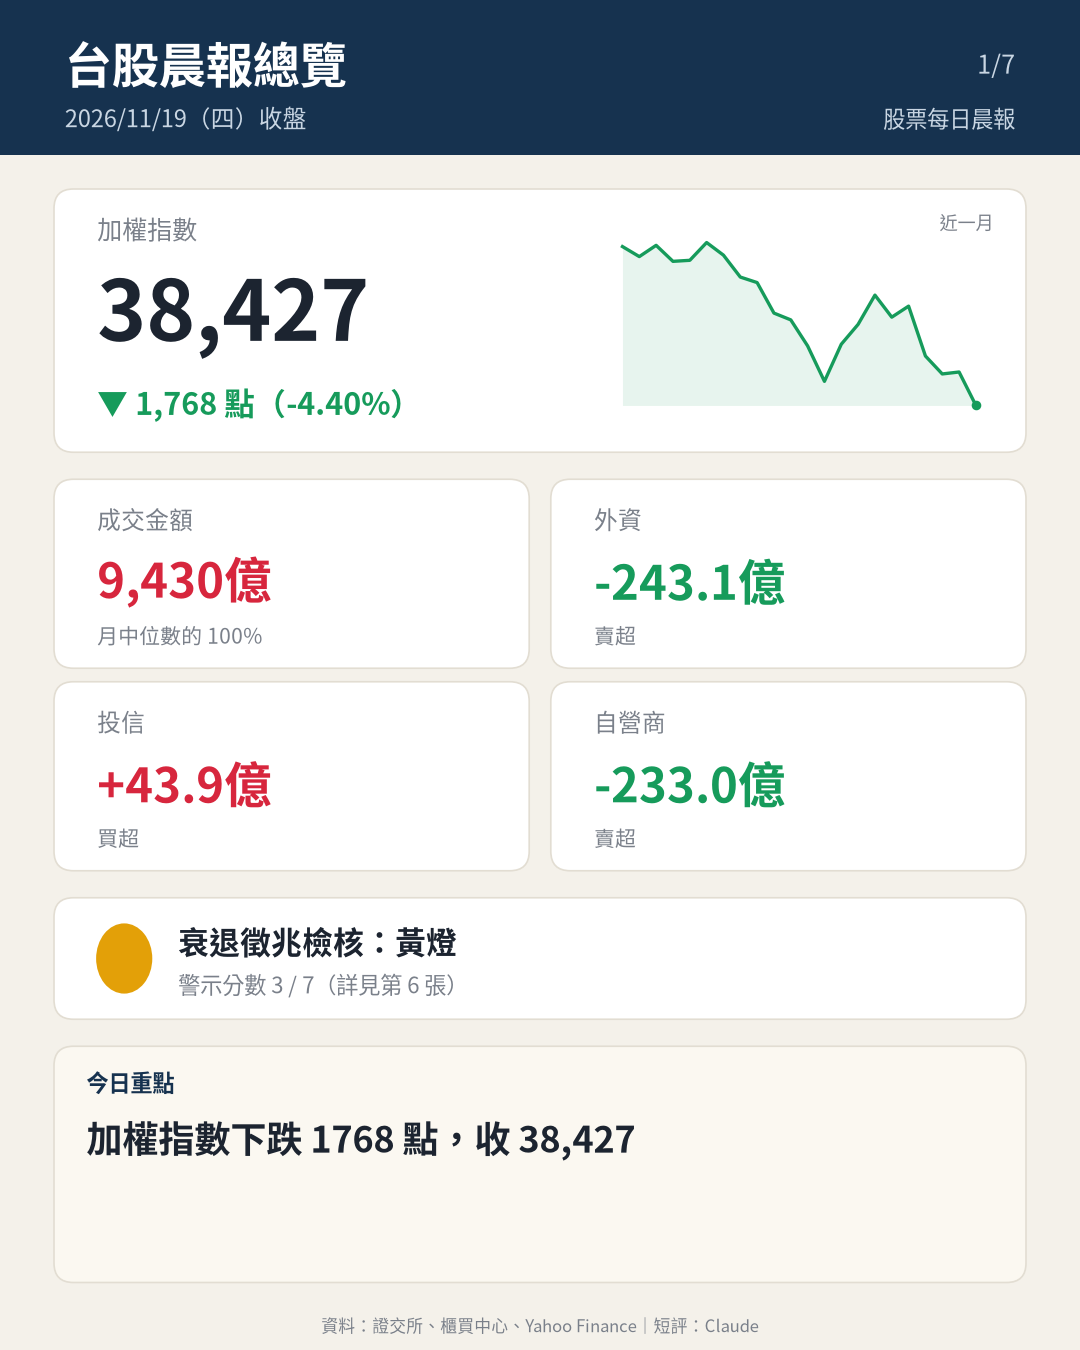 台股晨報總覽
1/7
2026/11/19（四）收盤
股票每日晨報
加權指數
近一月
38,427
▼ 1,768 點（-4.40%）
成交金額
9,430億
月中位數的 100%
外資
-243.1億
賣超
投信
+43.9億
買超
自營商
-233.0億
賣超
衰退徵兆檢核：黃燈
警示分數 3 / 7（詳見第 6 張）
今日重點
加權指數下跌 1768 點，收 38,427
資料：證交所、櫃買中心、Yahoo Finance｜短評：Claude